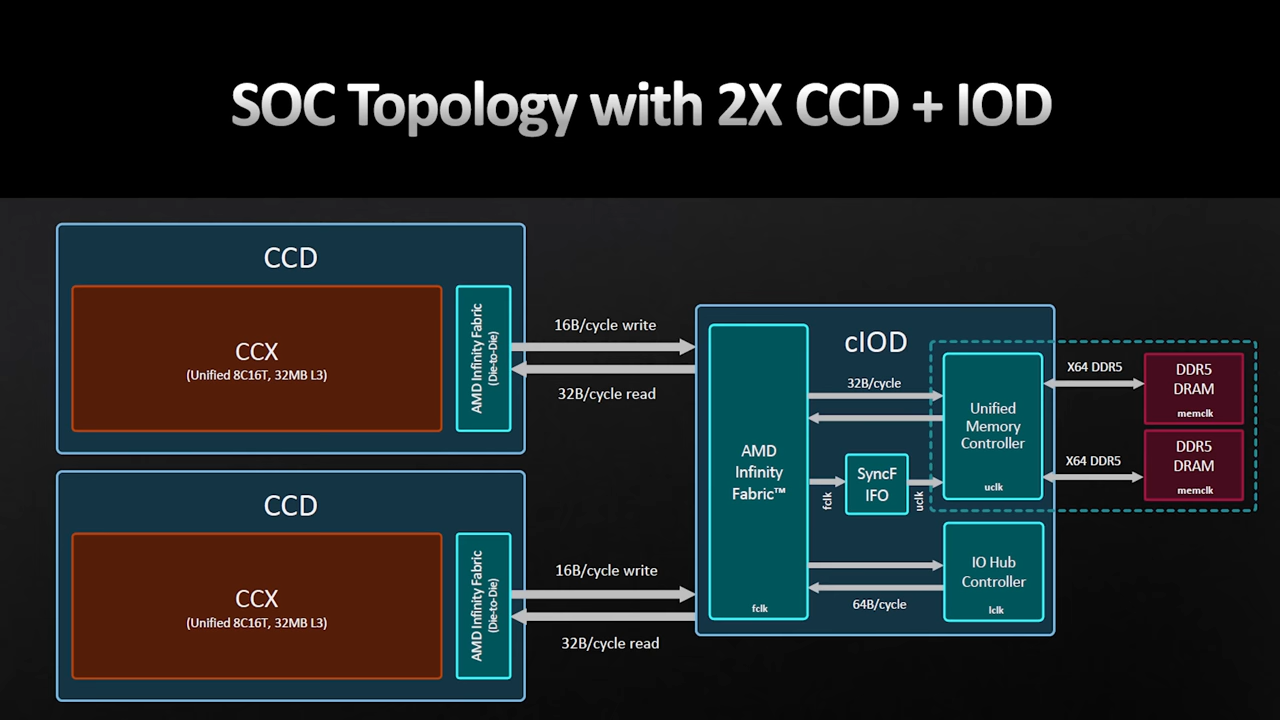 SOC Topology with 2X CCD + IOD
CCD
CCX
(Unified 8C16T, 32MB L3)
AMD Infinity Fabric
(Die-to-Die)
16B/cycle write
32B/cycle read
CCD
CCX
(Unified 8C16T, 32MB L3)
AMD Infinity Fabric
(Die-to-Die)
16B/cycle write
32B/cycle read
cIOD
AMD
Infinity
Fabric™
fclk
32B/cycle
fclk
SyncF
IFO
uclk
Unified
Memory
Controller
uclk
64B/cycle
IO Hub
Controller
lclk
X64 DDR5
DDR5
DRAM
memclk
X64 DDR5
DDR5
DRAM
memclk